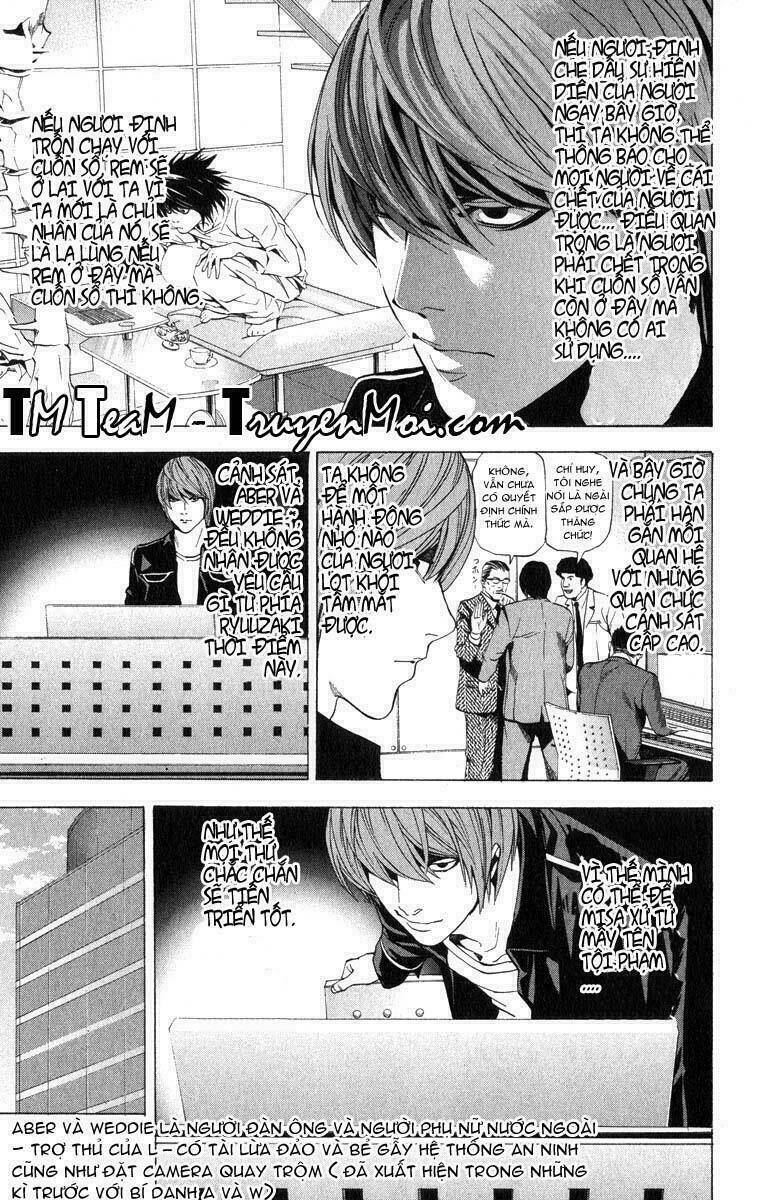 NẾU NGƯƠI ĐỊNH
CHE DẤU SỰ HIỆN
DIỆN CỦA NGƯƠI
NGAY BÂY GIỜ,
THÌ TA KHÔNG THỂ
THÔNG BÁO CHO
MỌI NGƯỜI VỀ CÁI
CHẾT CỦA NGƯƠI
ĐƯỢC... ĐIỀU QUAN
TRỌNG LÀ NGƯƠI
PHẢI CHẾT TRONG
KHI CUỐN SỔ VẪN
CÒN Ở ĐÂY MÀ
KHÔNG CÓ AI
SỬ DỤNG....
NẾU NGƯƠI ĐỊNH
TRỐN CHẠY VỚI
CUỐN SỔ, REM SẼ
Ở LẠI VỚI TA VÌ
TA MỚI LÀ CHỦ
NHÂN CỦA NÓ, SẼ
LÀ LẠ LÙNG NẾU
REM Ở ĐÂY MÀ
CUỐN SỔ THÌ KHÔNG.
TM TeaM - TruyenMoi.com
VÀ BÂY GIỜ
CHÚNG TA
PHẢI HÀN
GẮN MỐI
QUAN HỆ
VỚI NHỮNG
QUAN CHỨC
CẢNH SÁT
CẤP CAO.
CHỈ HUY,
TÔI NGHE
NÓI LÀ NGÀI
SẮP ĐƯỢC
THĂNG
CHỨC!
KHÔNG,
VẪN CHƯA
CÓ QUYẾT
ĐỊNH CHÍNH
THỨC MÀ.
TA KHÔNG
ĐỂ MỘT
HÀNH ĐỘNG
NHỎ NÀO
CỦA NGƯƠI
LỌT KHỎI
TẦM MẮT
ĐƯỢC.
CẢNH SÁT,
ABER VÀ
WEDDIE*,
ĐỀU KHÔNG
NHẬN ĐƯỢC
YÊU CẦU
GÌ TỪ PHÍA
RYUUZAKI
THỜI ĐIỂM
NÀY.
VÌ THẾ MÌNH
CÓ THỂ ĐỂ
MISA XỬ TỬ
MẤY TÊN
TỘI PHẠM
.....
NHƯ THẾ
MỌI THỨ
CHẮC CHẮN
SẼ TIẾN
TRIỂN TỐT.
ABER VÀ WEDDIE LÀ NGƯỜI ĐÀN ÔNG VÀ NGƯỜI PHỤ NỮ NƯỚC NGOÀI
- TRỢ THỦ CỦA L - CÓ TÀI LỪA ĐẢO VÀ BẺ GẪY HỆ THỐNG AN NINH
CŨNG NHƯ ĐẶT CAMERA QUAY TRỘM ( ĐÃ XUẤT HIỆN TRONG NHỮNG
KÌ TRƯỚC VỚI BÍ DANH A VÀ W)